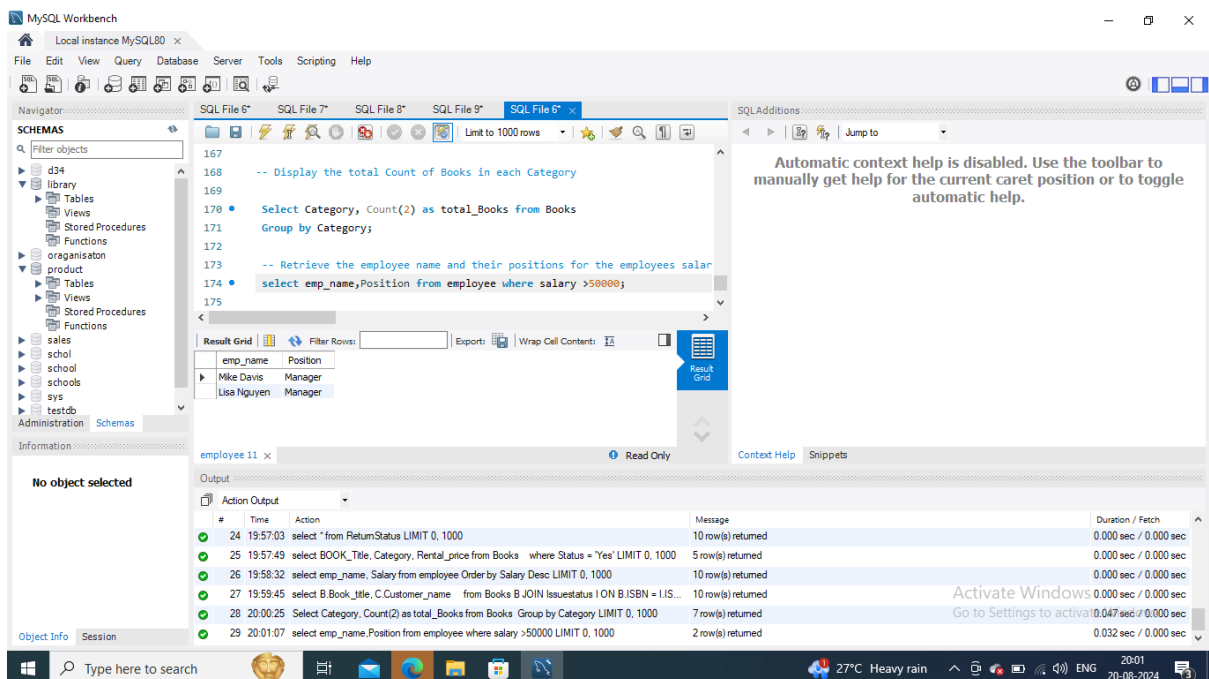 MySQL Workbench
Local instance MySQL80
File Edit View Query Database Server Tools Scripting Help
Navigator
SCHEMAS
Filter objects
d34
library
Tables
Views
Stored Procedures
Functions
oraganisaton
product
Tables
Views
Stored Procedures
Functions
sales
schol
school
schools
sys
testdb
Administration Schemas
Information
No object selected
Object Info Session
SQL File 6* SQL File 7* SQL File 8* SQL File 9* SQL File 6*
Limit to 1000 rows
167
168 -- Display the total Count of Books in each Category
169
170 Select Category, Count(2) as total_Books from Books
171 Group by Category;
172
173 -- Retrieve the employee name and their positions for the employees salar
174 select emp_name,Position from employee where salary >50000;
175
Result Grid Filter Rows: Export: Wrap Cell Content:
emp_name Position
Mike Davis Manager
Lisa Nguyen Manager
Result
Grid
employee 11 Read Only
SQLAdditions
Jump to
Automatic context help is disabled. Use the toolbar to
manually get help for the current caret position or to toggle
automatic help.
Context Help Snippets
Output
Action Output
# Time Action Message Duration / Fetch
24 19:57:03 select * from ReturnStatus LIMIT 0, 1000 10 row(s) returned 0.000 sec / 0.000 sec
25 19:57:49 select BOOK_Title, Category, Rental_price from Books where Status = 'Yes' LIMIT 0, 1000 5 row(s) returned 0.000 sec / 0.000 sec
26 19:58:32 select emp_name, Salary from employee Order by Salary Desc LIMIT 0, 1000 10 row(s) returned 0.000 sec / 0.000 sec
27 19:59:45 select B.Book_title, C.Customer_name from Books B JOIN Issuestatus I ON B.ISBN = I.IS... 10 row(s) returned 0.000 sec / 0.000 sec
28 20:00:25 Select Category, Count(2) as total_Books from Books Group by Category LIMIT 0, 1000 7 row(s) returned 0.047 sec / 0.000 sec
29 20:01:07 select emp_name,Position from employee where salary >50000 LIMIT 0, 1000 2 row(s) returned 0.032 sec / 0.000 sec
Activate Windows
Go to Settings to activate
Type here to search
27°C Heavy rain
ENG
20:01
20-08-2024
3